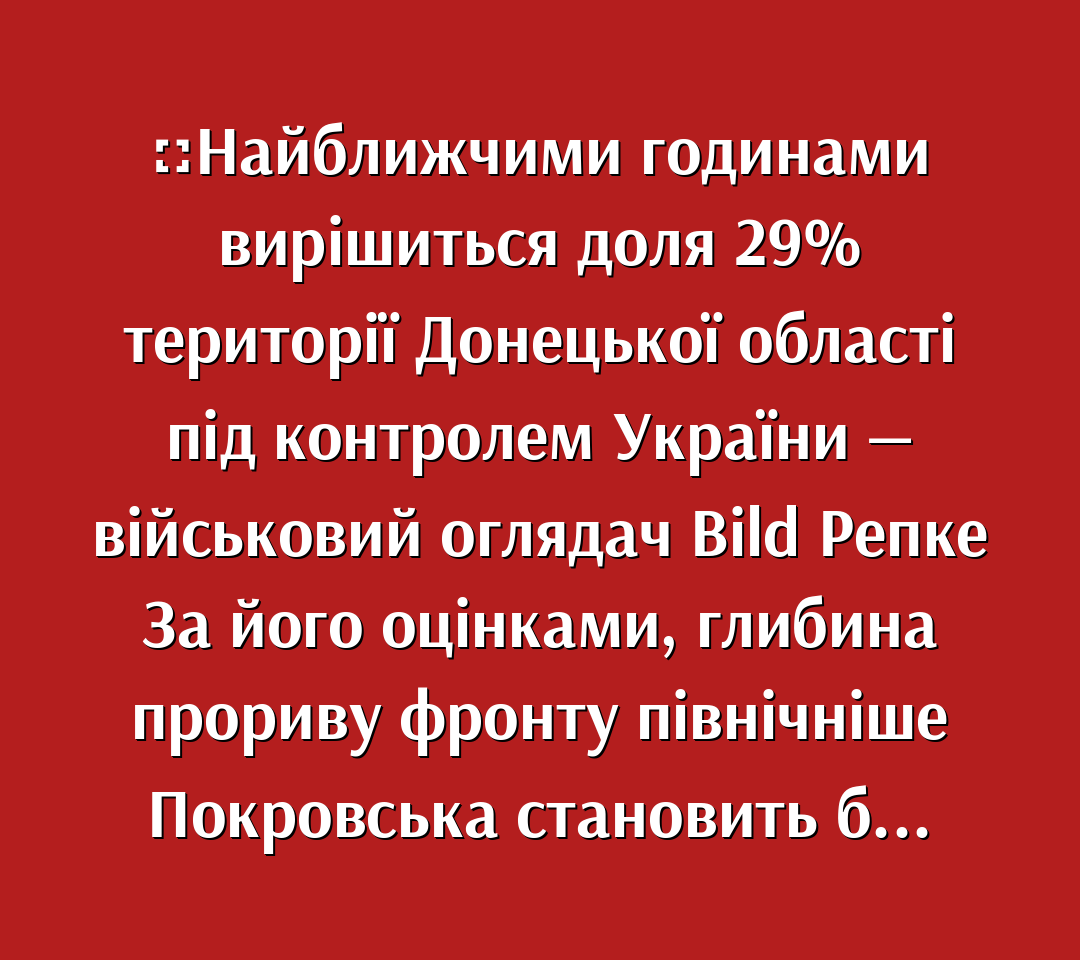 ::Найближчими годинами
вирішиться доля 29%
території Донецької області
під контролем України —
військовий оглядач Bild Репке
За його оцінками, глибина
прориву фронту північніше
Покровська становить б...